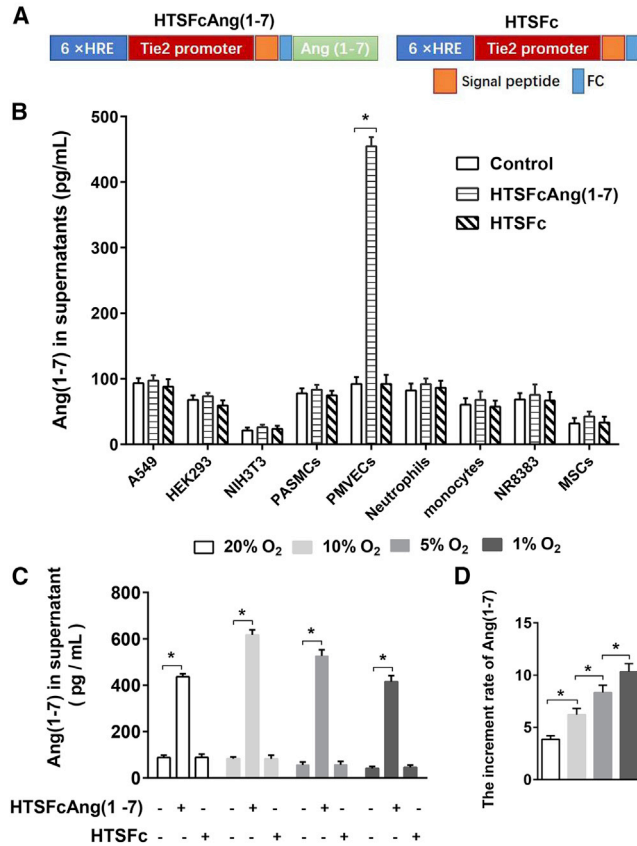 A
HTSFcAng(1-7)
HTSFc
6 ×HRE Tie2 promoter Ang (1-7)
6 ×HRE Tie2 promoter
Signal peptide FC
B
Ang(1-7) in supernatants (pg/mL)
500
400
300
200
100
0
*
Control
HTSFcAng(1-7)
HTSFc
A549 HEK293 NIH3T3 PASMCs PMVECs Neutrophils monocytes NR8383 MSCs
20% O2 10% O2 5% O2 1% O2
C
Ang(1-7) in supernatant
( pg / mL )
800
600
400
200
0
* * * *
HTSFcAng(1 -7) - + - - + - - + - - + -
HTSFc - - + - - + - - + - - +
D
The increment rate of Ang(1-7)
15
10
5
0
* * *